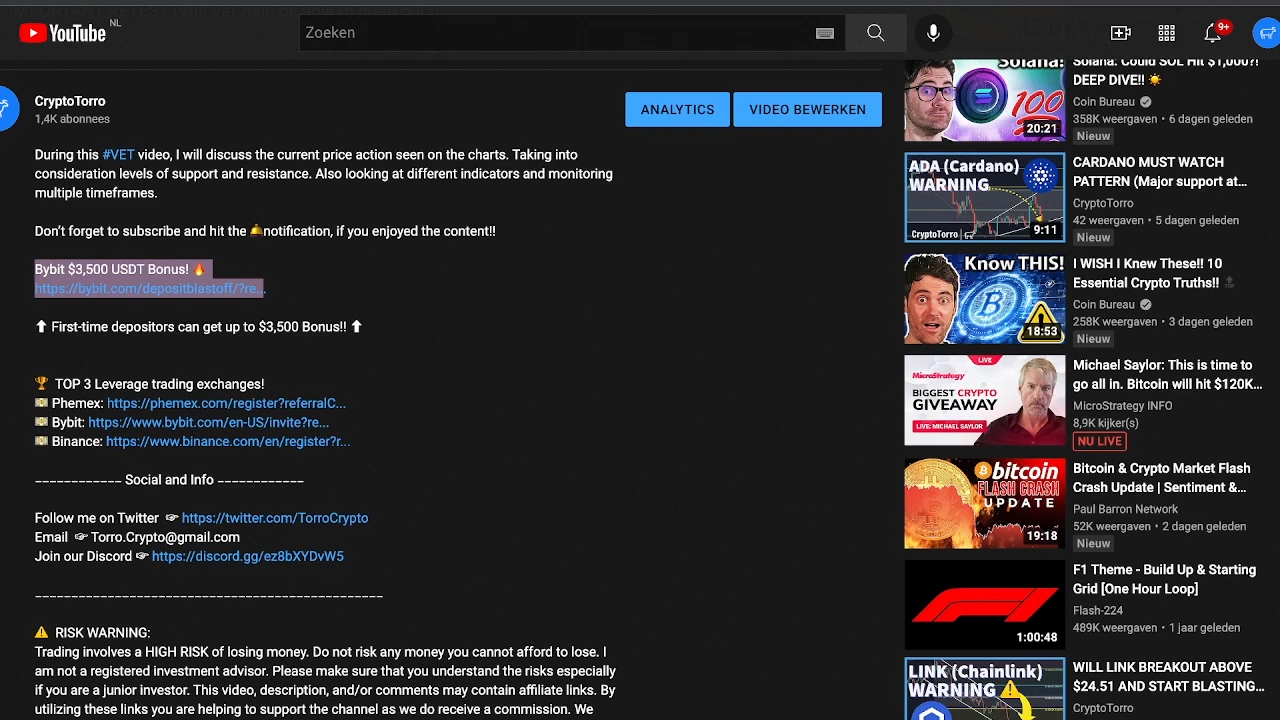 YouTube NL
Zoeken
9+
CryptoTorro
1,4K abonnees
ANALYTICS
VIDEO BEWERKEN
During this #VET video, I will discuss the current price action seen on the charts. Taking into
consideration levels of support and resistance. Also looking at different indicators and monitoring
multiple timeframes.
Don't forget to subscribe and hit the 🔔notification, if you enjoyed the content!!
Bybit $3,500 USDT Bonus! 🔥
https://bybit.com/depositblastoff/?re...
⬆ First-time depositors can get up to $3,500 Bonus!! ⬆
🏆 TOP 3 Leverage trading exchanges!
💵 Phemex: https://phemex.com/register?referralC...
💵 Bybit: https://www.bybit.com/en-US/invite?re...
💵 Binance: https://www.binance.com/en/register?r...
____________ Social and Info ____________
Follow me on Twitter 👉 https://twitter.com/TorroCrypto
Email 👉 Torro.Crypto@gmail.com
Join our Discord 👉 https://discord.gg/ez8bXYDvW5
________________________________________________
⚠ RISK WARNING:
Trading involves a HIGH RISK of losing money. Do not risk any money you cannot afford to lose. I
am not a registered investment advisor. Please make sure that you understand the risks especially
if you are a junior investor. This video, description, and/or comments may contain affiliate links. By
utilizing these links you are helping to support the channel as we do receive a commission. We
Solana!
100
20:21
Solana: Could SOL Hit $1,000?!
DEEP DIVE!! ☀
Coin Bureau
358K weergaven • 6 dagen geleden
Nieuw
ADA (Cardano)
WARNING
CryptoTorro
9:11
CARDANO MUST WATCH
PATTERN (Major support at...
CryptoTorro
42 weergaven • 5 dagen geleden
Nieuw
Know THIS!
18:53
I WISH I Knew These!! 10
Essential Crypto Truths!! 🔝
Coin Bureau
258K weergaven • 3 dagen geleden
Nieuw
LIVE
MicroStrategy
BIGGEST CRYPTO
GIVEAWAY
LIVE: MICHAEL SAYLOR
Michael Saylor: This is time to
go all in. Bitcoin will hit $120K...
MicroStrategy INFO
8,9K kijker(s)
NU LIVE
bitcoin
FLASH CRASH
UPDATE
19:18
Bitcoin & Crypto Market Flash
Crash Update | Sentiment &...
Paul Barron Network
52K weergaven • 2 dagen geleden
Nieuw
1:00:48
F1 Theme - Build Up & Starting
Grid [One Hour Loop]
Flash-224
489K weergaven • 1 jaar geleden
LINK (Chainlink)
WARNING
WILL LINK BREAKOUT ABOVE
$24.51 AND START BLASTING...
CryptoTorro